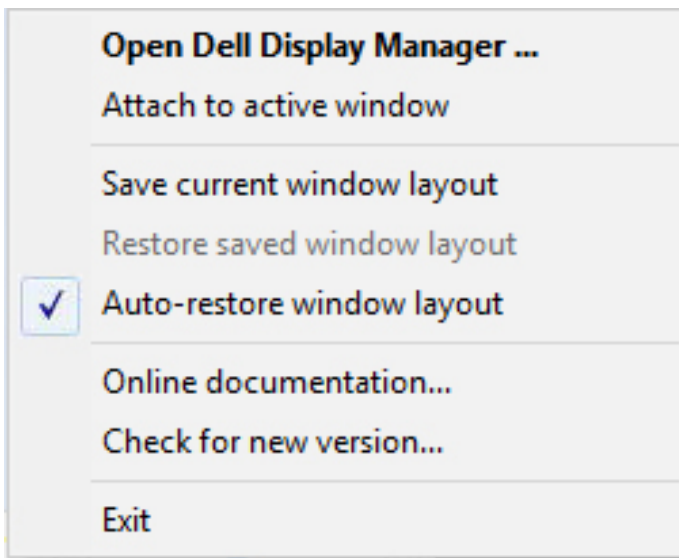 Open Dell Display Manager ...
Attach to active window
Save current window layout
Restore saved window layout
Auto-restore window layout
Online documentation...
Check for new version...
Exit